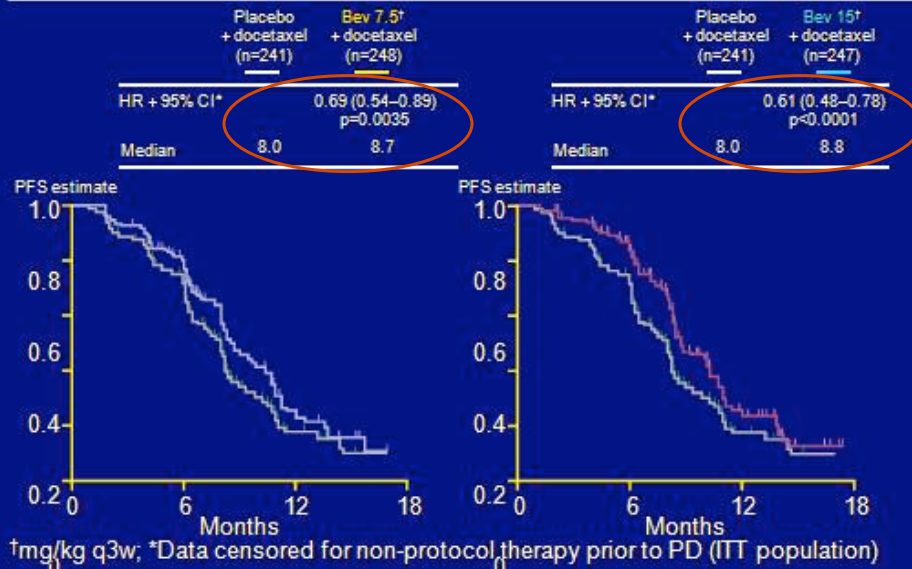 Placebo Bev 7.5†
+ docetaxel + docetaxel
(n=241) (n=248)
HR + 95% CI* 0.69 (0.54–0.89)
p=0.0035
Median 8.0 8.7
PFS estimate
1.0
0.8
0.6
0.4
0.2
0 6 12 18
Months
Placebo Bev 15†
+ docetaxel + docetaxel
(n=241) (n=247)
HR + 95% CI* 0.61 (0.48–0.78)
p<0.0001
Median 8.0 8.8
PFS estimate
1.0
0.8
0.6
0.4
0.2
0 6 12 18
Months
†mg/kg q3w; *Data censored for non-protocol therapy prior to PD (ITT population)
0 0